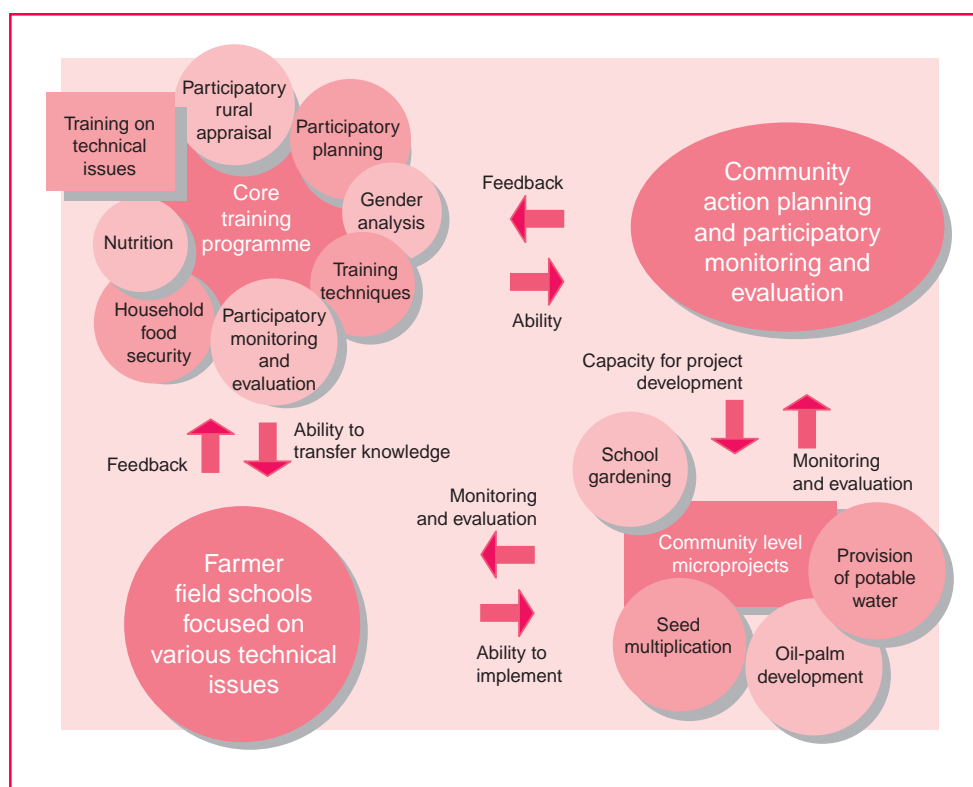 Participatory
rural
appraisal
Training on
technical
issues
Participatory
planning
Core
training
programme
Gender
analysis
Nutrition
Training
techniques
Household
food
security
Participatory
monitoring
and
evaluation
Feedback
Ability
Community
action planning
and participatory
monitoring and
evaluation
Capacity for project
development
Feedback
Ability to
transfer knowledge
School
gardening
Monitoring
and evaluation
Monitoring
and evaluation
Farmer
field schools
focused on
various technical
issues
Ability to
implement
Community level
microprojects
Provision
of potable
water
Seed
multiplication
Oil-palm
development